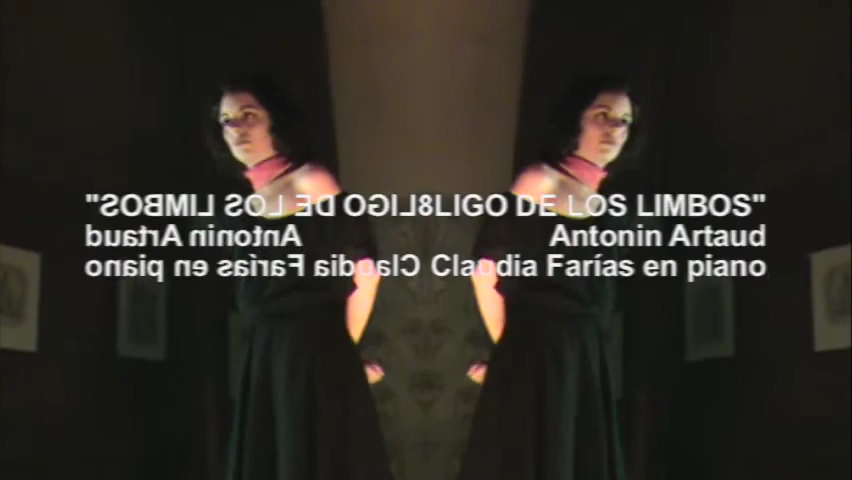 LIGO DE LOS LIMBOS"
Antonin Artaud
Claudia Farías en piano